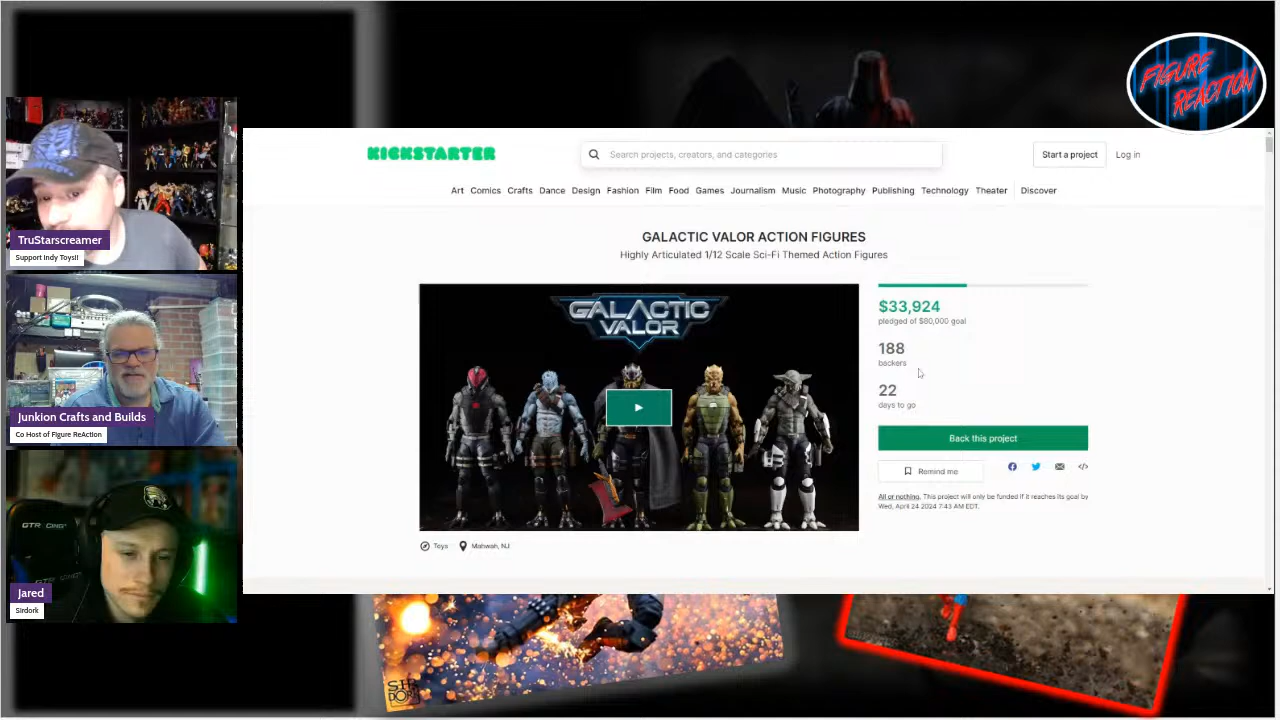 FIGURE
REACTION
KICKSTARTER
Search projects, creators, and categories
Start a project
Log in
Art Comics Crafts Dance Design Fashion Film Food Games Journalism Music Photography Publishing Technology Theater Discover
GALACTIC VALOR ACTION FIGURES
Highly Articulated 1/12 Scale Sci-Fi Themed Action Figures
GALACTIC
VALOR
$33,924
pledged of $80,000 goal
188
backers
22
days to go
Back this project
Remind me
All or nothing. This project will only be funded if it reaches its goal by
Wed, April 24 2024 7:43 AM EDT.
Toys
Mahwah, NJ
TruStarscreamer
Support Indy Toys!!
Junkion Crafts and Builds
Co Host of Figure ReAction
GTR
Jared
Sirdork
SIR
DORK